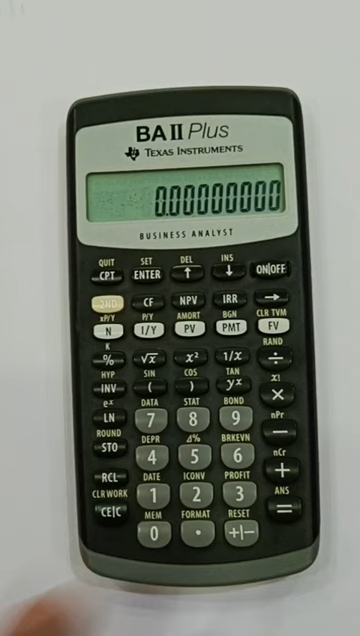 BA II Plus
TEXAS INSTRUMENTS
0.00000000
BUSINESS ANALYST
QUIT SET DEL INS
CPT ENTER ↑ ↓ ON|OFF
2ND CF NPV IRR →
xP/Y P/Y AMORT BGN CLR TVM
N I/Y PV PMT FV
K RAND
% √x x² 1/x ÷
HYP SIN COS TAN x!
INV ( ) yˣ ×
eˣ DATA STAT BOND nPr
LN 7 8 9 −
ROUND DEPR Δ% BRKEVN nCr
STO 4 5 6 +
DATE ICONV PROFIT ANS
RCL 1 2 3 =
CLR WORK MEM FORMAT RESET
CE|C 0 . +|−